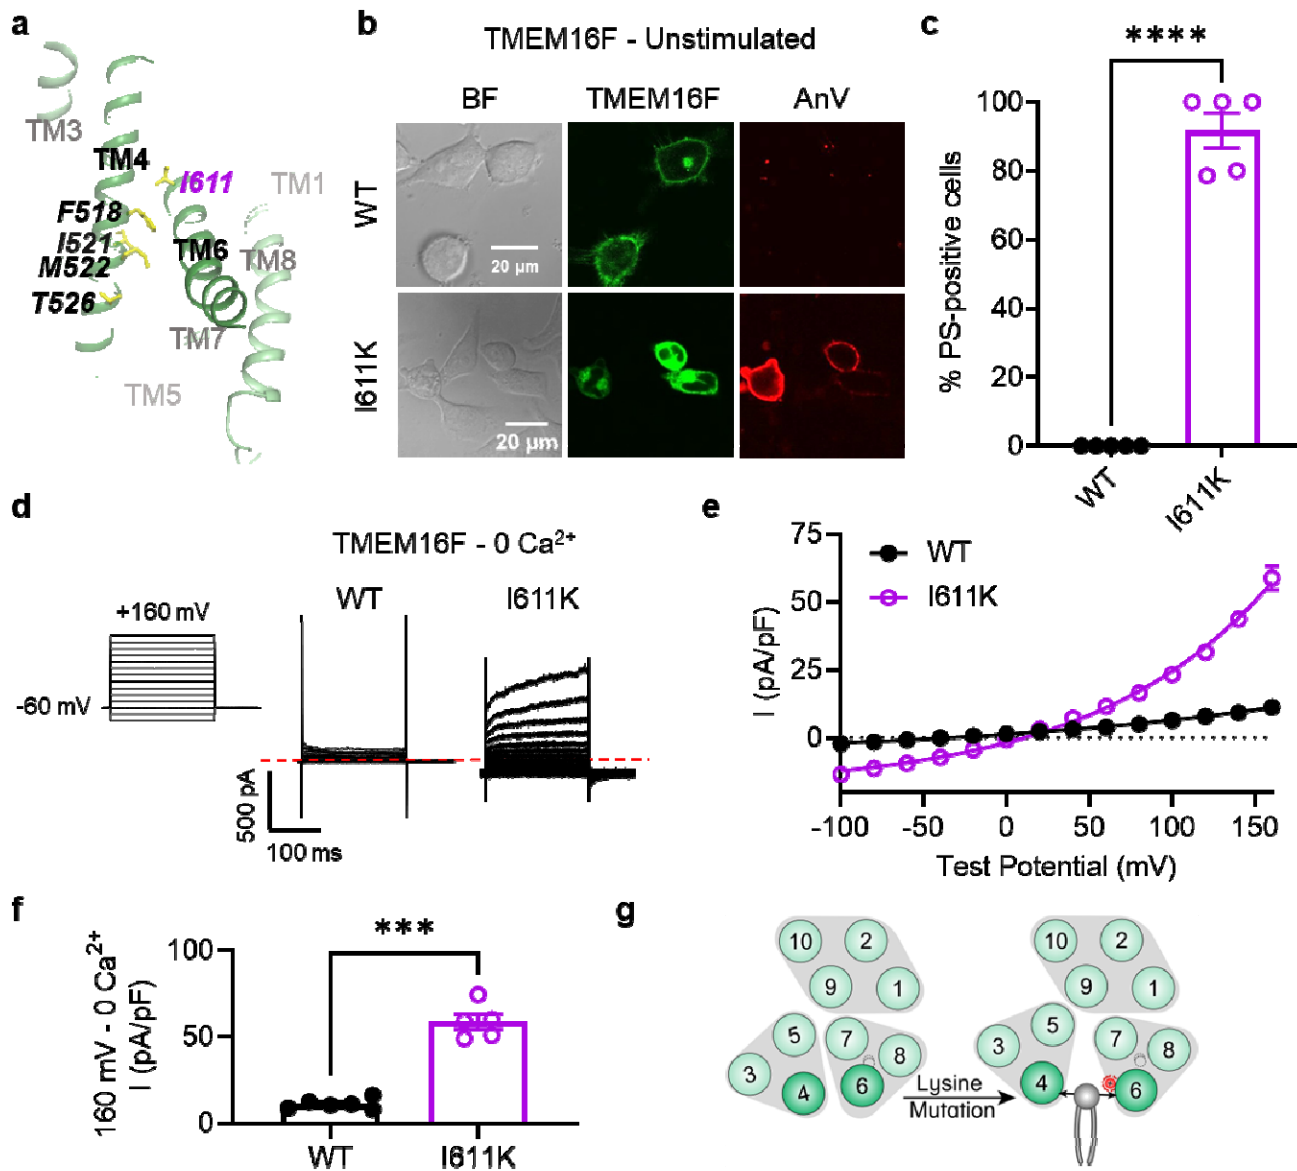 a
TM3
TM4
I611
TM1
F518
I521
TM6
TM8
M522
T526
TM7
TM5
b
TMEM16F - Unstimulated
BF
TMEM16F
AnV
WT
20 µm
I611K
20 µm
c
****
% PS-positive cells
100
80
60
40
20
0
WT
I611K
d
TMEM16F - 0 Ca²⁺
WT
I611K
+160 mV
-60 mV
500 pA
100 ms
e
I (pA/pF)
75
50
25
0
WT
I611K
-100
-50
0
50
100
150
Test Potential (mV)
f
160 mV - 0 Ca²⁺
I (pA/pF)
100
50
0
***
WT
I611K
g
10
2
9
1
5
7
3
8
4
6
Lysine
Mutation
10
2
9
1
5
7
3
8
4
6